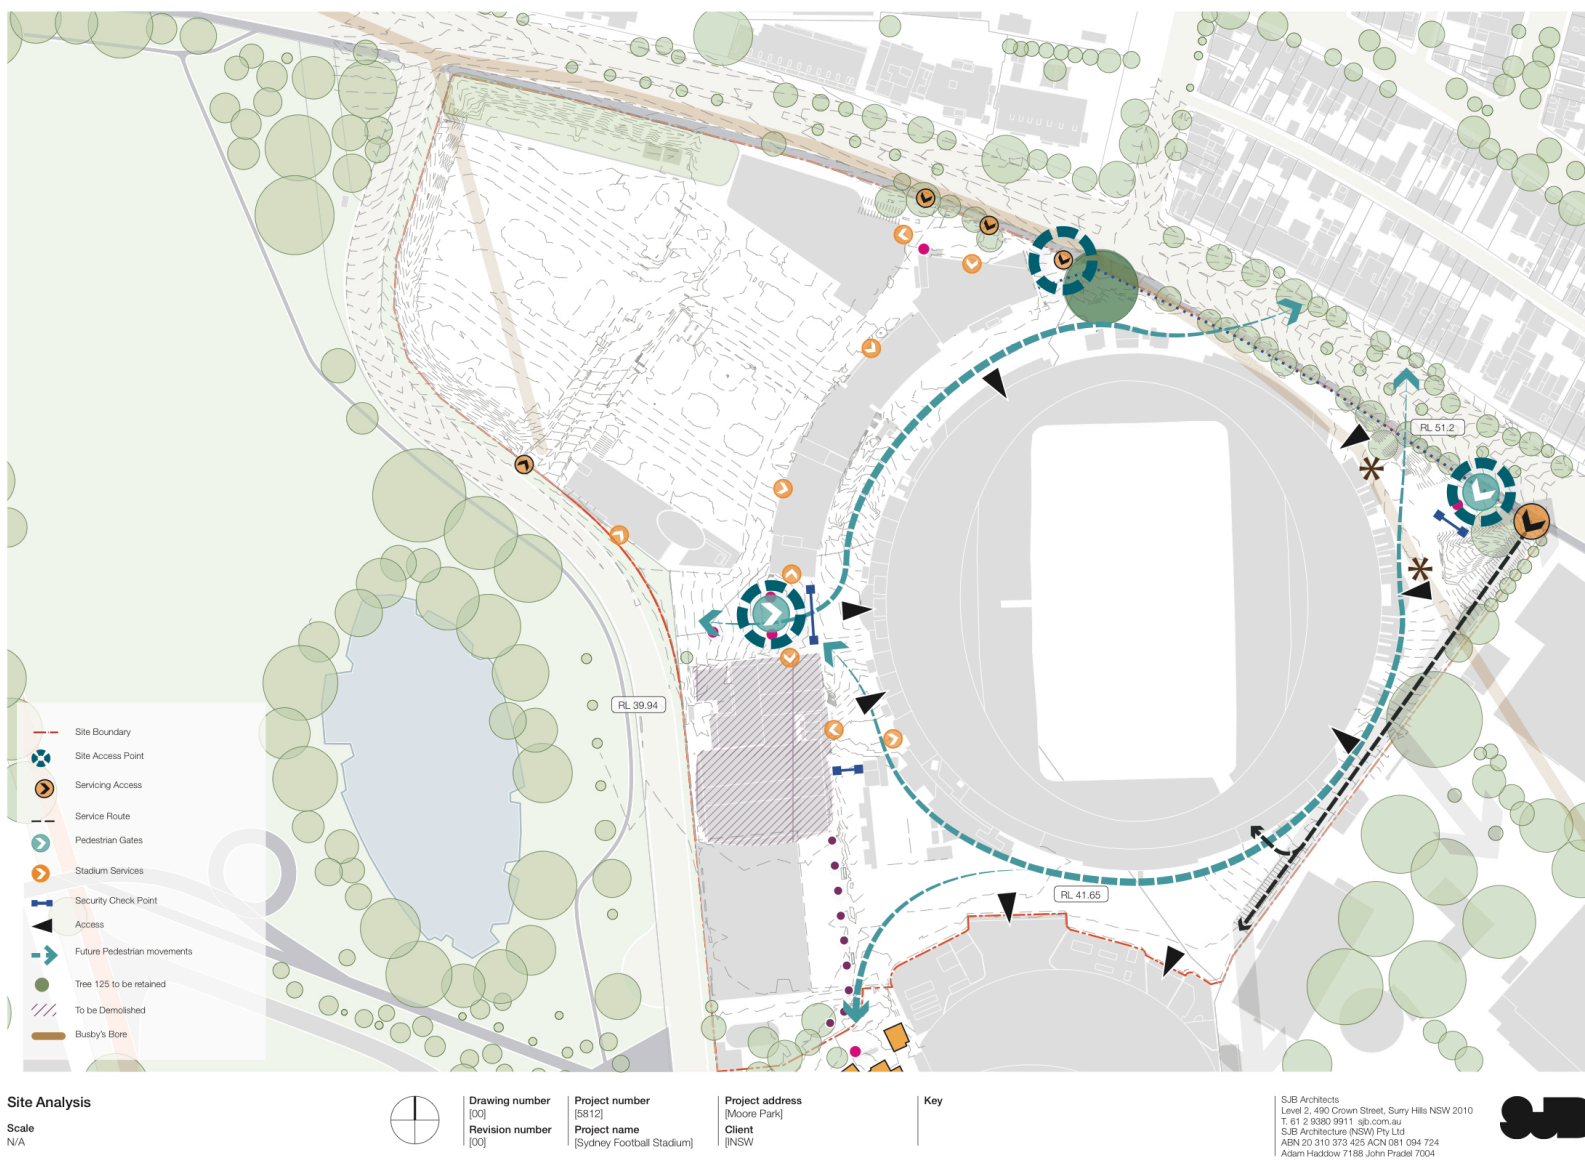 RL 51.2
RL 39.94
RL 41.65
Site Boundary
Site Access Point
Servicing Access
Service Route
Pedestrian Gates
Stadium Services
Security Check Point
Access
Future Pedestrian movements
Tree 125 to be retained
To be Demolished
Busby's Bore
Site Analysis
Scale
N/A
Drawing number
[00]
Revision number
[00]
Project number
[5812]
Project name
[Sydney Football Stadium]
Project address
[Moore Park]
Client
[INSW
Key
SJB Architects
Level 2, 490 Crown Street, Surry Hills NSW 2010
T. 61 2 9380 9911 sjb.com.au
SJB Architecture (NSW) Pty Ltd
ABN 20 310 373 425 ACN 081 094 724
Adam Haddow 7188 John Pradel 7004
SJB